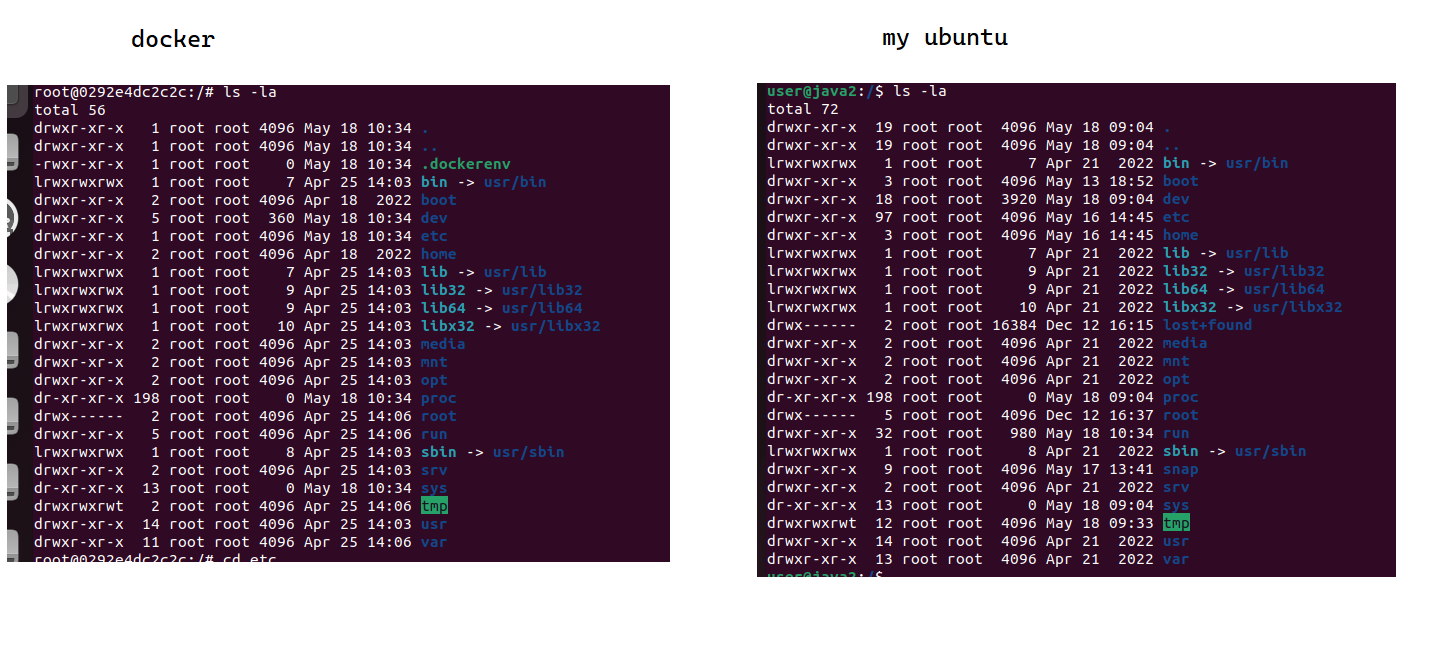 docker
root@0292e4dc2c2c:/# ls -la
total 56
drwxr-xr-x   1 root root 4096 May 18 10:34 .
drwxr-xr-x   1 root root 4096 May 18 10:34 ..
-rwxr-xr-x   1 root root    0 May 18 10:34 .dockerenv
lrwxrwxrwx   1 root root    7 Apr 25 14:03 bin -> usr/bin
drwxr-xr-x   2 root root 4096 Apr 18  2022 boot
drwxr-xr-x   5 root root  360 May 18 10:34 dev
drwxr-xr-x   1 root root 4096 May 18 10:34 etc
drwxr-xr-x   2 root root 4096 Apr 18  2022 home
lrwxrwxrwx   1 root root    7 Apr 25 14:03 lib -> usr/lib
lrwxrwxrwx   1 root root    9 Apr 25 14:03 lib32 -> usr/lib32
lrwxrwxrwx   1 root root    9 Apr 25 14:03 lib64 -> usr/lib64
lrwxrwxrwx   1 root root   10 Apr 25 14:03 libx32 -> usr/libx32
drwxr-xr-x   2 root root 4096 Apr 25 14:03 media
drwxr-xr-x   2 root root 4096 Apr 25 14:03 mnt
drwxr-xr-x   2 root root 4096 Apr 25 14:03 opt
dr-xr-xr-x 198 root root    0 May 18 10:34 proc
drwx------   2 root root 4096 Apr 25 14:06 root
drwxr-xr-x   5 root root 4096 Apr 25 14:06 run
lrwxrwxrwx   1 root root    8 Apr 25 14:03 sbin -> usr/sbin
drwxr-xr-x   2 root root 4096 Apr 25 14:03 srv
dr-xr-xr-x  13 root root    0 May 18 10:34 sys
drwxrwxrwt   2 root root 4096 Apr 25 14:06 tmp
drwxr-xr-x  14 root root 4096 Apr 25 14:03 usr
drwxr-xr-x  11 root root 4096 Apr 25 14:06 var
root@0292e4dc2c2c:/# cd etc
my ubuntu
user@java2:/$ ls -la
total 72
drwxr-xr-x  19 root root  4096 May 18 09:04 .
drwxr-xr-x  19 root root  4096 May 18 09:04 ..
lrwxrwxrwx   1 root root     7 Apr 21  2022 bin -> usr/bin
drwxr-xr-x   3 root root  4096 May 13 18:52 boot
drwxr-xr-x  18 root root  3920 May 18 09:04 dev
drwxr-xr-x  97 root root  4096 May 16 14:45 etc
drwxr-xr-x   3 root root  4096 May 16 14:45 home
lrwxrwxrwx   1 root root     7 Apr 21  2022 lib -> usr/lib
lrwxrwxrwx   1 root root     9 Apr 21  2022 lib32 -> usr/lib32
lrwxrwxrwx   1 root root     9 Apr 21  2022 lib64 -> usr/lib64
lrwxrwxrwx   1 root root    10 Apr 21  2022 libx32 -> usr/libx32
drwx------   2 root root 16384 Dec 12 16:15 lost+found
drwxr-xr-x   2 root root  4096 Apr 21  2022 media
drwxr-xr-x   2 root root  4096 Apr 21  2022 mnt
drwxr-xr-x   2 root root  4096 Apr 21  2022 opt
dr-xr-xr-x 198 root root     0 May 18 09:04 proc
drwx------   5 root root  4096 Dec 12 16:37 root
drwxr-xr-x  32 root root   980 May 18 10:34 run
lrwxrwxrwx   1 root root     8 Apr 21  2022 sbin -> usr/sbin
drwxr-xr-x   9 root root  4096 May 17 13:41 snap
drwxr-xr-x   2 root root  4096 Apr 21  2022 srv
dr-xr-xr-x  13 root root     0 May 18 09:04 sys
drwxrwxrwt  12 root root  4096 May 18 09:33 tmp
drwxr-xr-x  14 root root  4096 Apr 21  2022 usr
drwxr-xr-x  13 root root  4096 Apr 21  2022 var
user@java2:/$